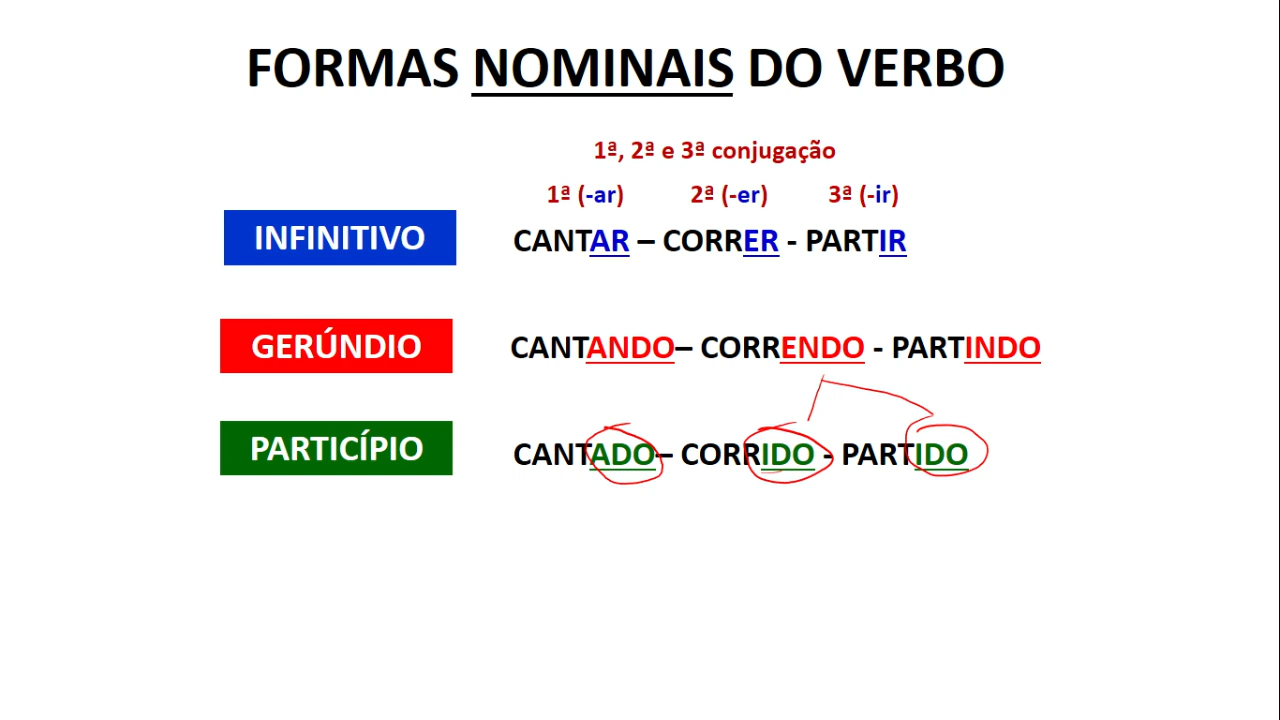 FORMAS NOMINAIS DO VERBO
1ª, 2ª e 3ª conjugação
1ª (-ar) 2ª (-er) 3ª (-ir)
INFINITIVO CANTAR – CORRER - PARTIR
GERÚNDIO CANTANDO– CORRENDO - PARTINDO
PARTICÍPIO CANTADO– CORRIDO - PARTIDO